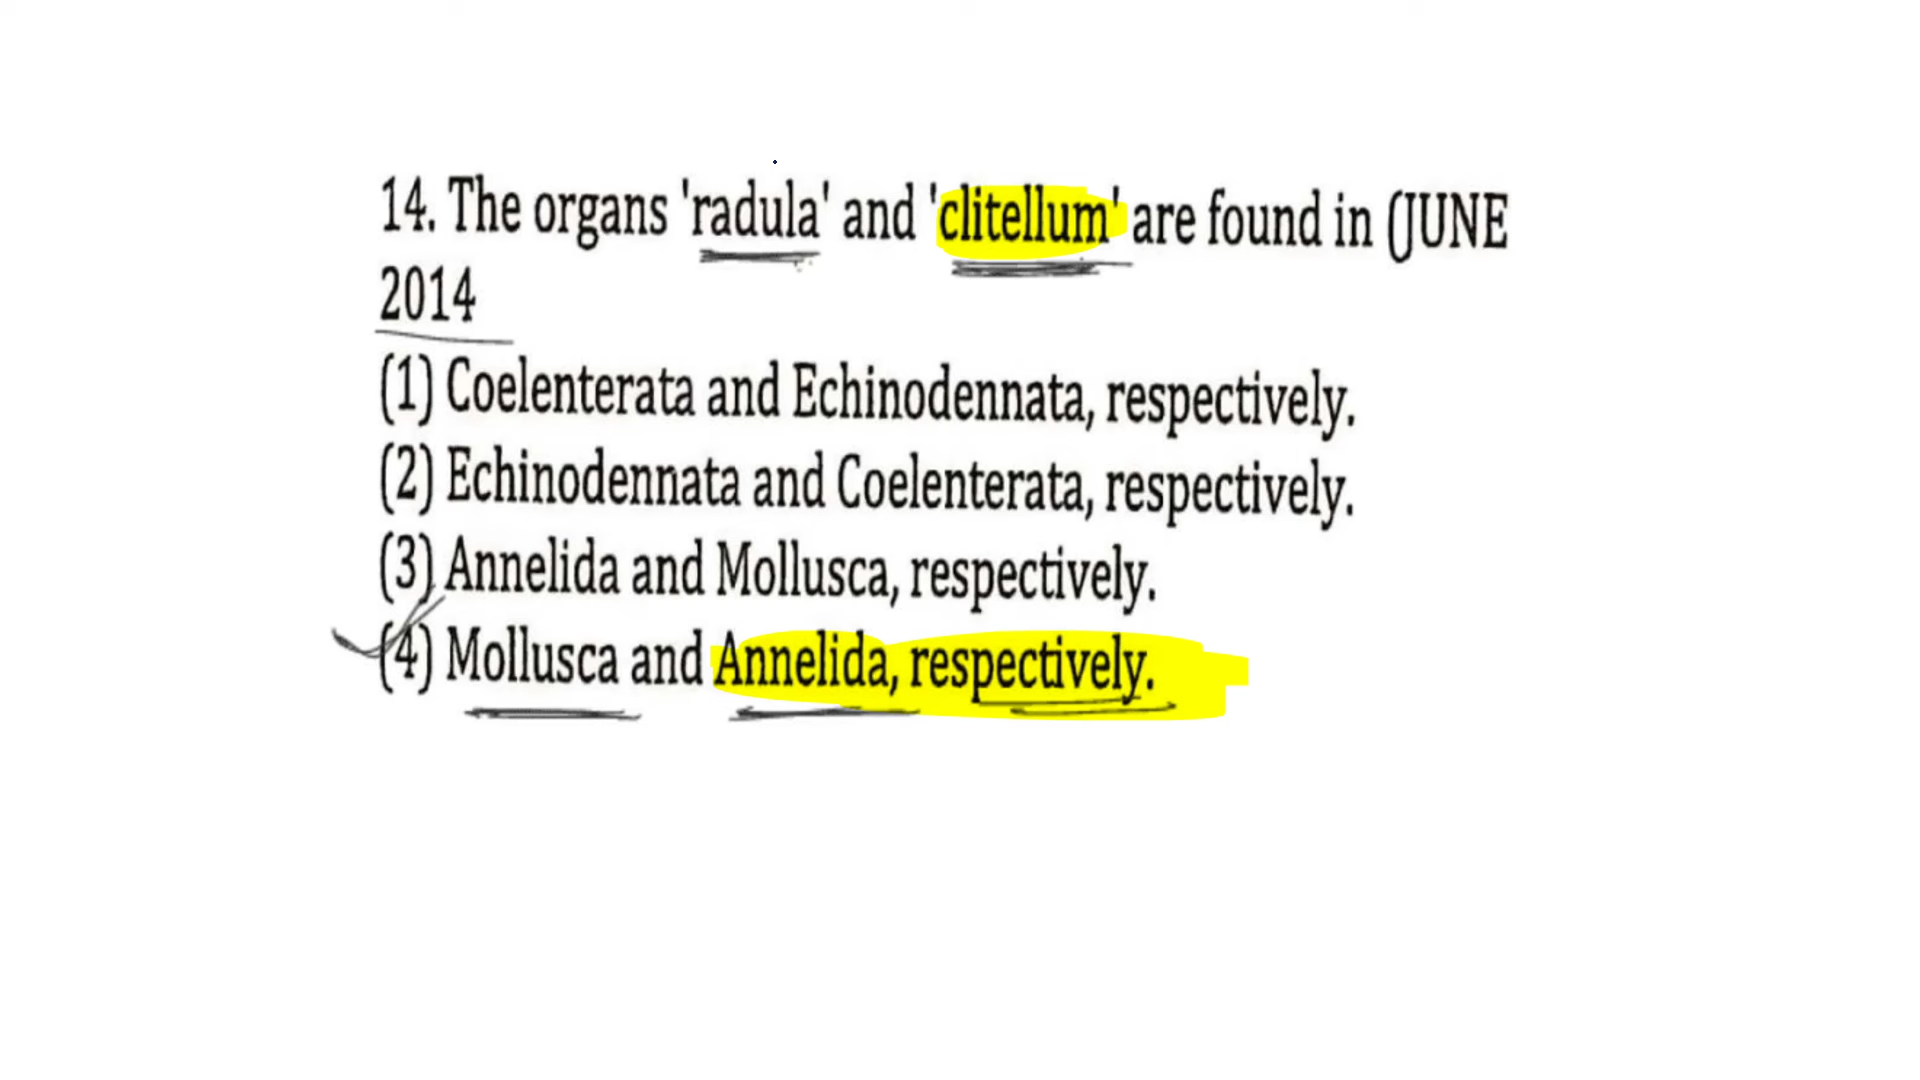 14. The organs 'radula' and 'clitellum' are found in (JUNE
2014
(1) Coelenterata and Echinodennata, respectively.
(2) Echinodennata and Coelenterata, respectively.
(3) Annelida and Mollusca, respectively.
(4) Mollusca and Annelida, respectively.